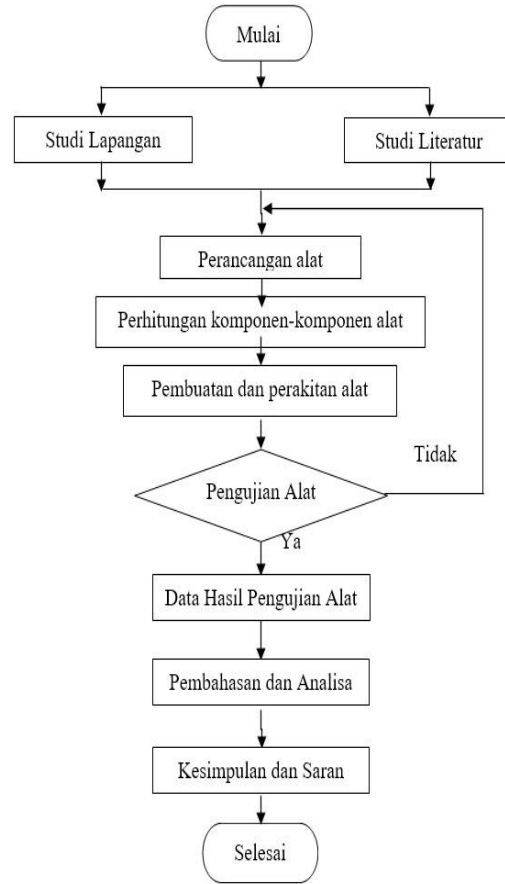 Mulai
Studi Lapangan
Studi Literatur
Perancangan alat
Perhitungan komponen-komponen alat
Pembuatan dan perakitan alat
Tidak
Pengujian Alat
Ya
Data Hasil Pengujian Alat
Pembahasan dan Analisa
Kesimpulan dan Saran
Selesai